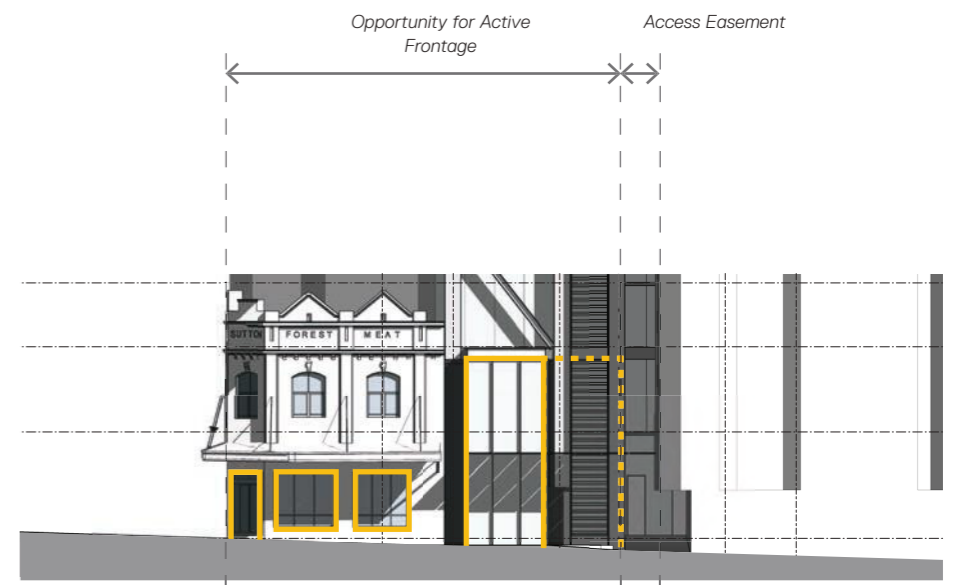 Opportunity for Active
Frontage
Access Easement
SUTTON FOREST MEAT